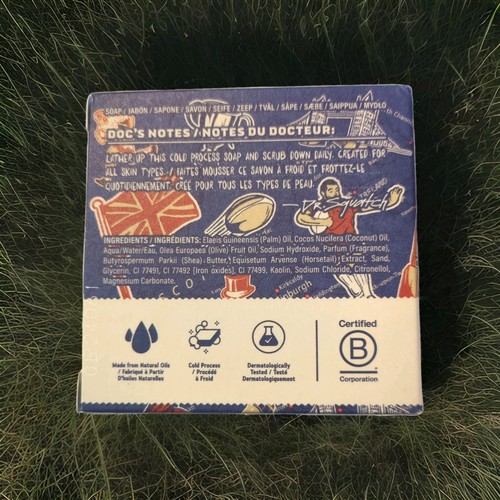 SOAP / JABÓN / SAPONE / SAVON / SEIFE / ZEEP / TVÅL / SÅPE / SÆBE / SAIPPUA / MYDŁO
DOC'S NOTES / NOTES DU DOCTEUR:
LATHER UP THIS COLD PROCESS SOAP AND SCRUB DOWN DAILY. CREATED FOR
ALL SKIN TYPES. / FAITES MOUSSER CE SAVON À FROID ET FROTTEZ-LE
QUOTIDIENNEMENT. CRÉÉ POUR TOUS LES TYPES DE PEAU.
Dr. Squatch
INGREDIENTS / INGRÉDIENTS: Elaeis Guineensis (Palm) Oil, Cocos Nucifera (Coconut) Oil,
Aqua/Water/Eau, Olea Europaea (Olive) Fruit Oil, Sodium Hydroxide, Parfum (Fragrance),
Butyrospermum Parkii (Shea) Butter, Equisetum Arvense (Horsetail) Extract, Sand,
Glycerin, CI 77491, CI 77492 (Iron oxides), CI 77499, Kaolin, Sodium Chloride, Citronellol,
Magnesium Carbonate.
Kirkcaldy
Made from Natural Oils
/ Fabriqué à Partir
D'huiles Naturelles
Cold Process
/ Procédé
à Froid
Dermatologically
Tested / Testé
Dermatologiquement
Certified
B
Corporation